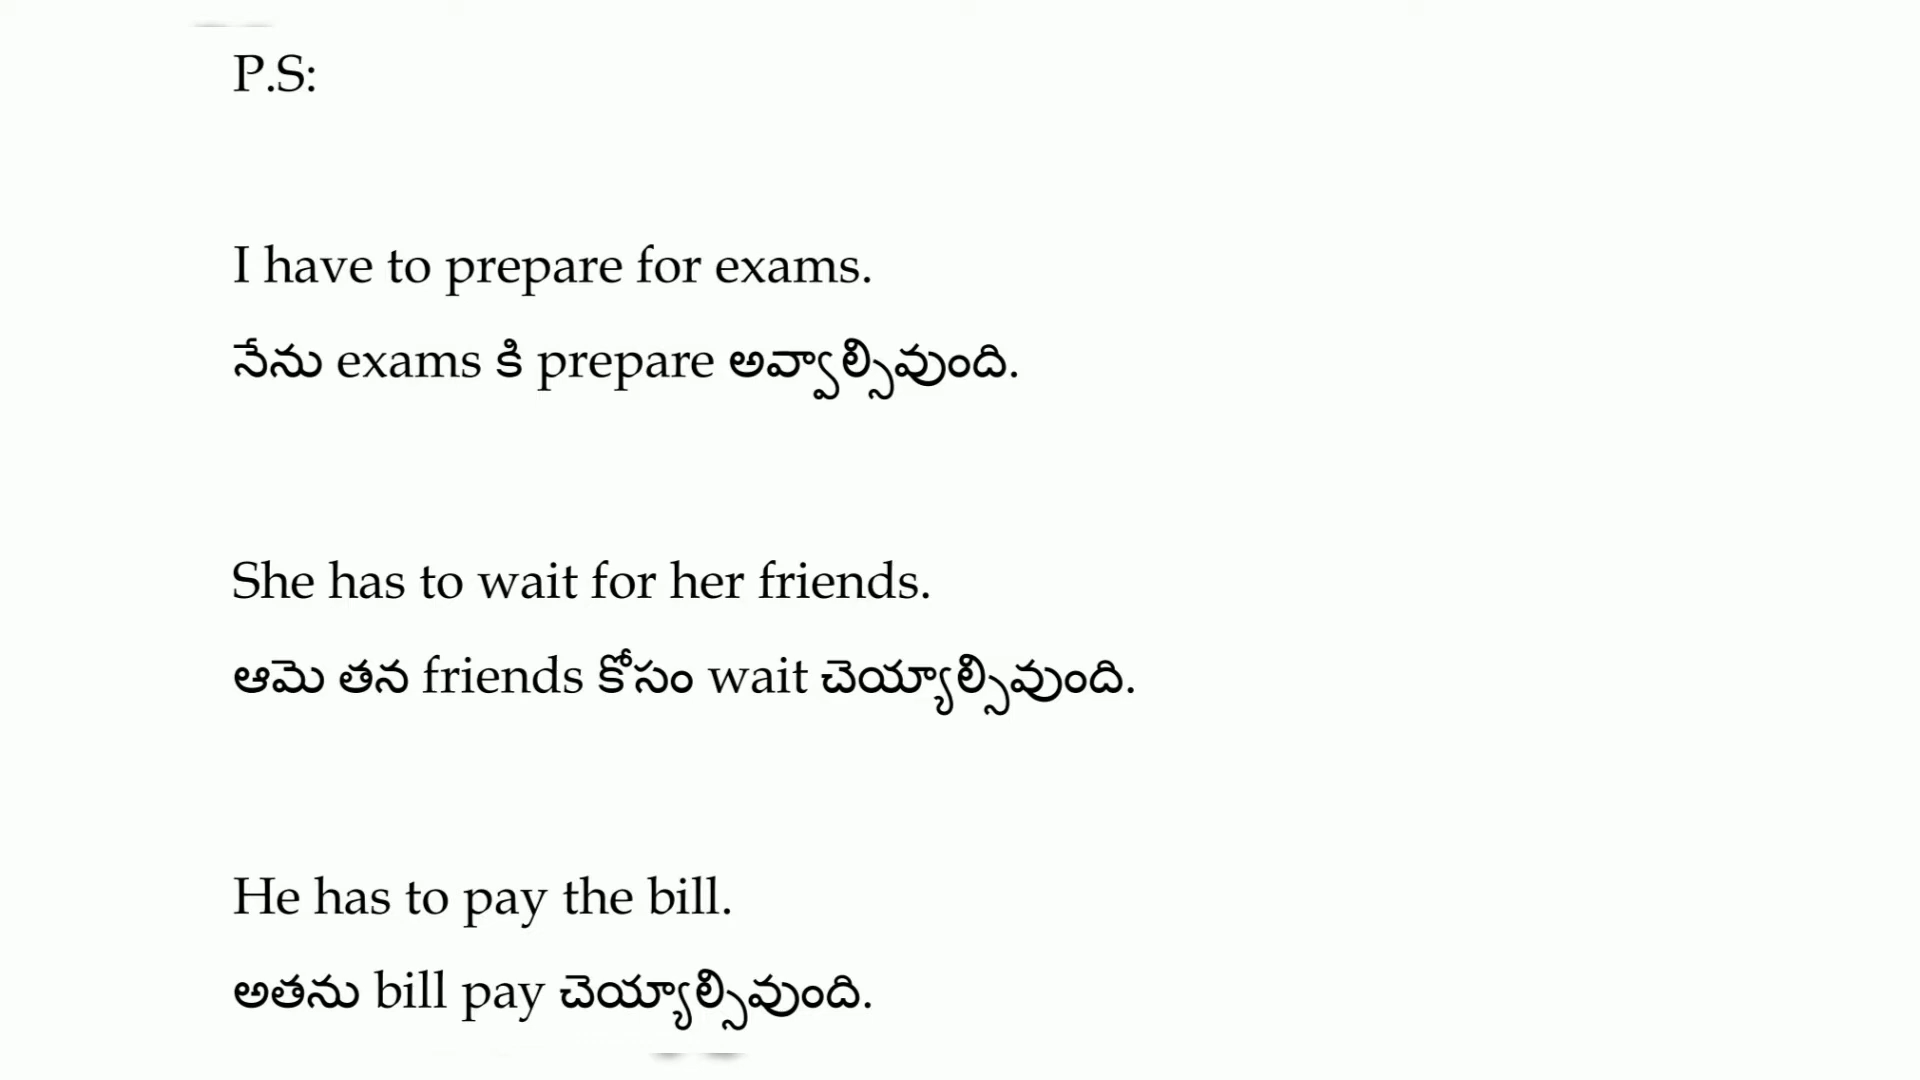 P.S:
I have to prepare for exams.
నేను exams కి prepare అవ్వాల్సివుంది.
She has to wait for her friends.
ఆమె తన friends కోసం wait చెయ్యాల్సివుంది.
He has to pay the bill.
అతను bill pay చెయ్యాల్సివుంది.